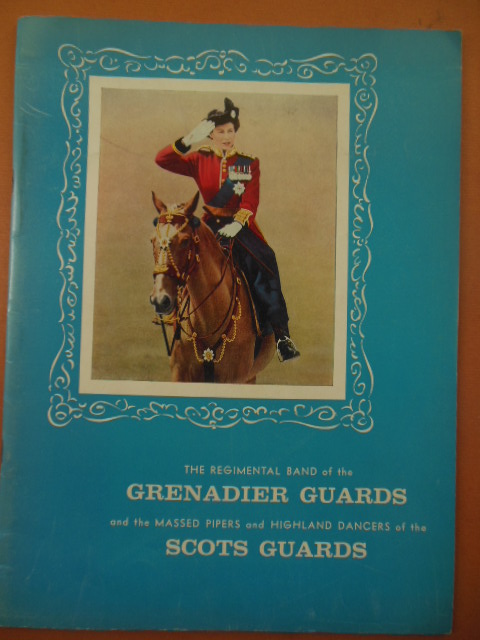 THE REGIMENTAL BAND of the
GRENADIER GUARDS
and the MASSED PIPERS and HIGHLAND DANCERS of the
SCOTS GUARDS